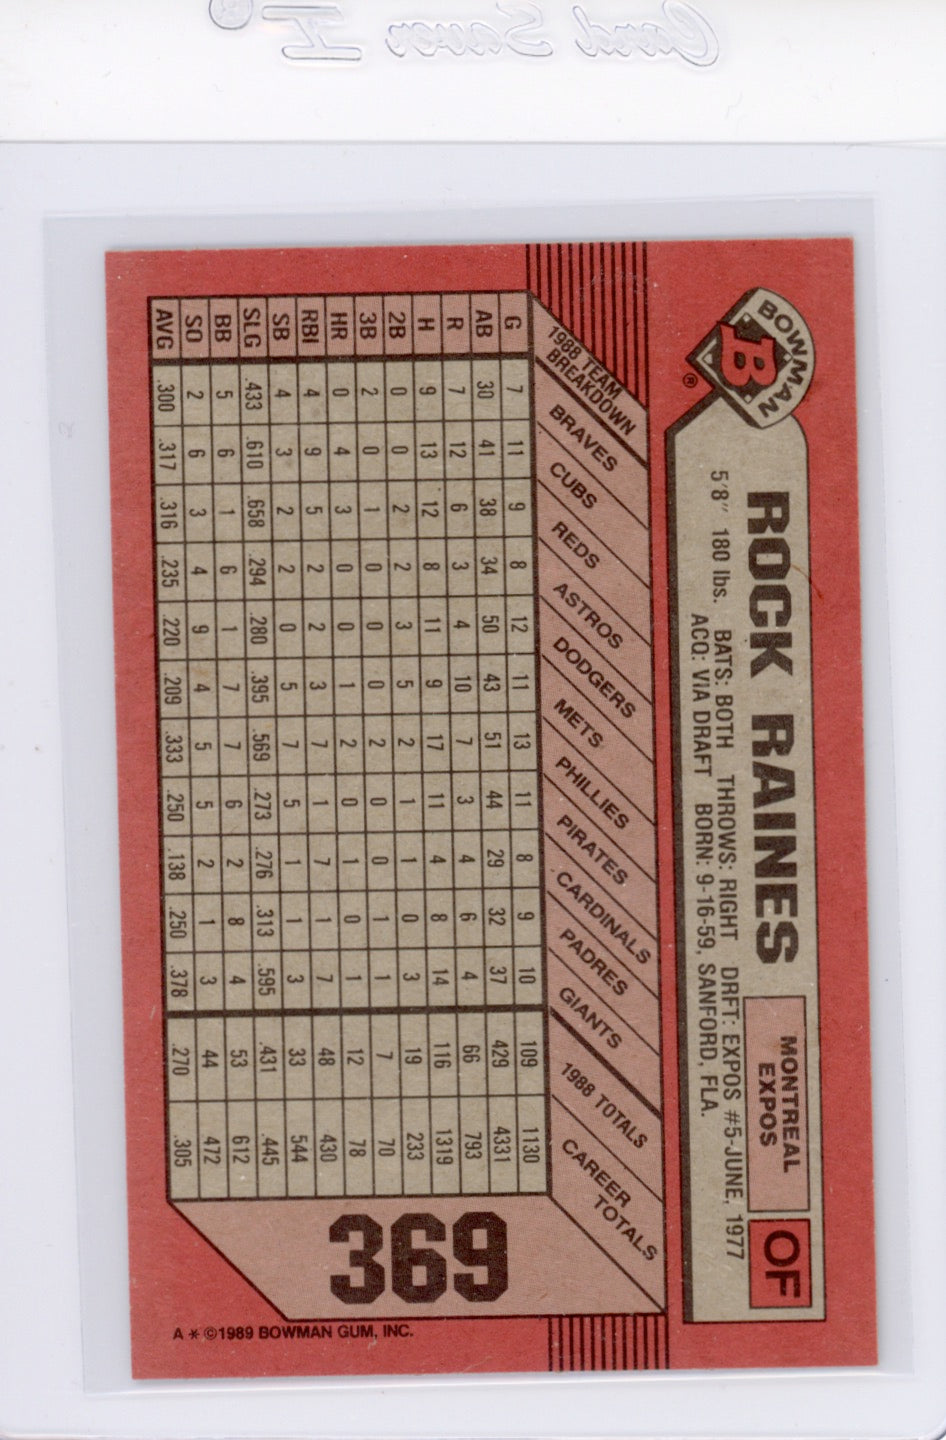 Card Saver I®
BOWMAN
B
®
ROCK RAINES
MONTREAL
EXPOS
OF
5'8" 180 lbs. BATS: BOTH THROWS: RIGHT DRFT: EXPOS #5-JUNE, 1977
ACQ: VIA DRAFT BORN: 9-16-59, SANFORD, FLA.
1988 TEAM
BREAKDOWN
BRAVES
CUBS
REDS
ASTROS
DODGERS
METS
PHILLIES
PIRATES
CARDINALS
PADRES
GIANTS
1988 TOTALS
CAREER
TOTALS
G 7 11 9 8 12 11 13 11 8 9 10 109 1130
AB 30 41 38 34 50 43 51 44 29 32 37 429 4331
R 7 12 6 3 4 10 7 3 4 6 4 66 793
H 9 13 12 8 11 9 17 11 4 8 14 116 1319
2B 0 0 2 2 3 5 2 1 1 0 3 19 233
3B 2 0 1 0 0 0 2 0 0 1 1 7 70
HR 0 4 3 0 0 1 2 0 1 0 1 12 78
RBI 4 9 5 2 2 3 7 1 7 1 7 48 430
SB 4 3 2 2 0 5 7 5 1 1 3 33 544
SLG .433 .610 .658 .294 .280 .395 .569 .273 .276 .313 .595 .431 .445
BB 5 6 1 6 1 7 7 6 2 8 4 53 612
SO 2 6 3 4 9 4 5 5 2 1 3 44 472
AVG .300 .317 .316 .235 .220 .209 .333 .250 .138 .250 .378 .270 .305
369
A * ©1989 BOWMAN GUM, INC.